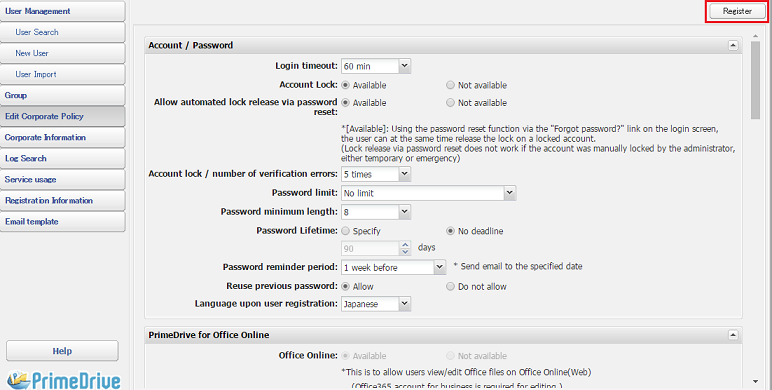 User Management
User Search
New User
User Import
Group
Edit Corporate Policy
Corporate Information
Log Search
Service usage
Registration Information
Email template
Help
PrimeDrive
Register
Account / Password
Login timeout: 60 min
Account Lock: Available Not available
Allow automated lock release via password Available Not available
reset:
*[Available]: Using the password reset function via the "Forgot password?" link on the login screen,
the user can at the same time release the lock on a locked account.
(Lock release via password reset does not work if the account was manually locked by the administrator,
either temporary or emergency)
Account lock / number of verification errors: 5 times
Password limit: No limit
Password minimum length: 8
Password Lifetime: Specify No deadline
90 days
Password reminder period: 1 week before * Send email to the specified date
Reuse previous password: Allow Do not allow
Language upon user registration: Japanese
PrimeDrive for Office Online
Office Online: Available Not available
*This is to allow users view/edit Office files on Office Online(Web)
(Office365 account for business is required for editing.)